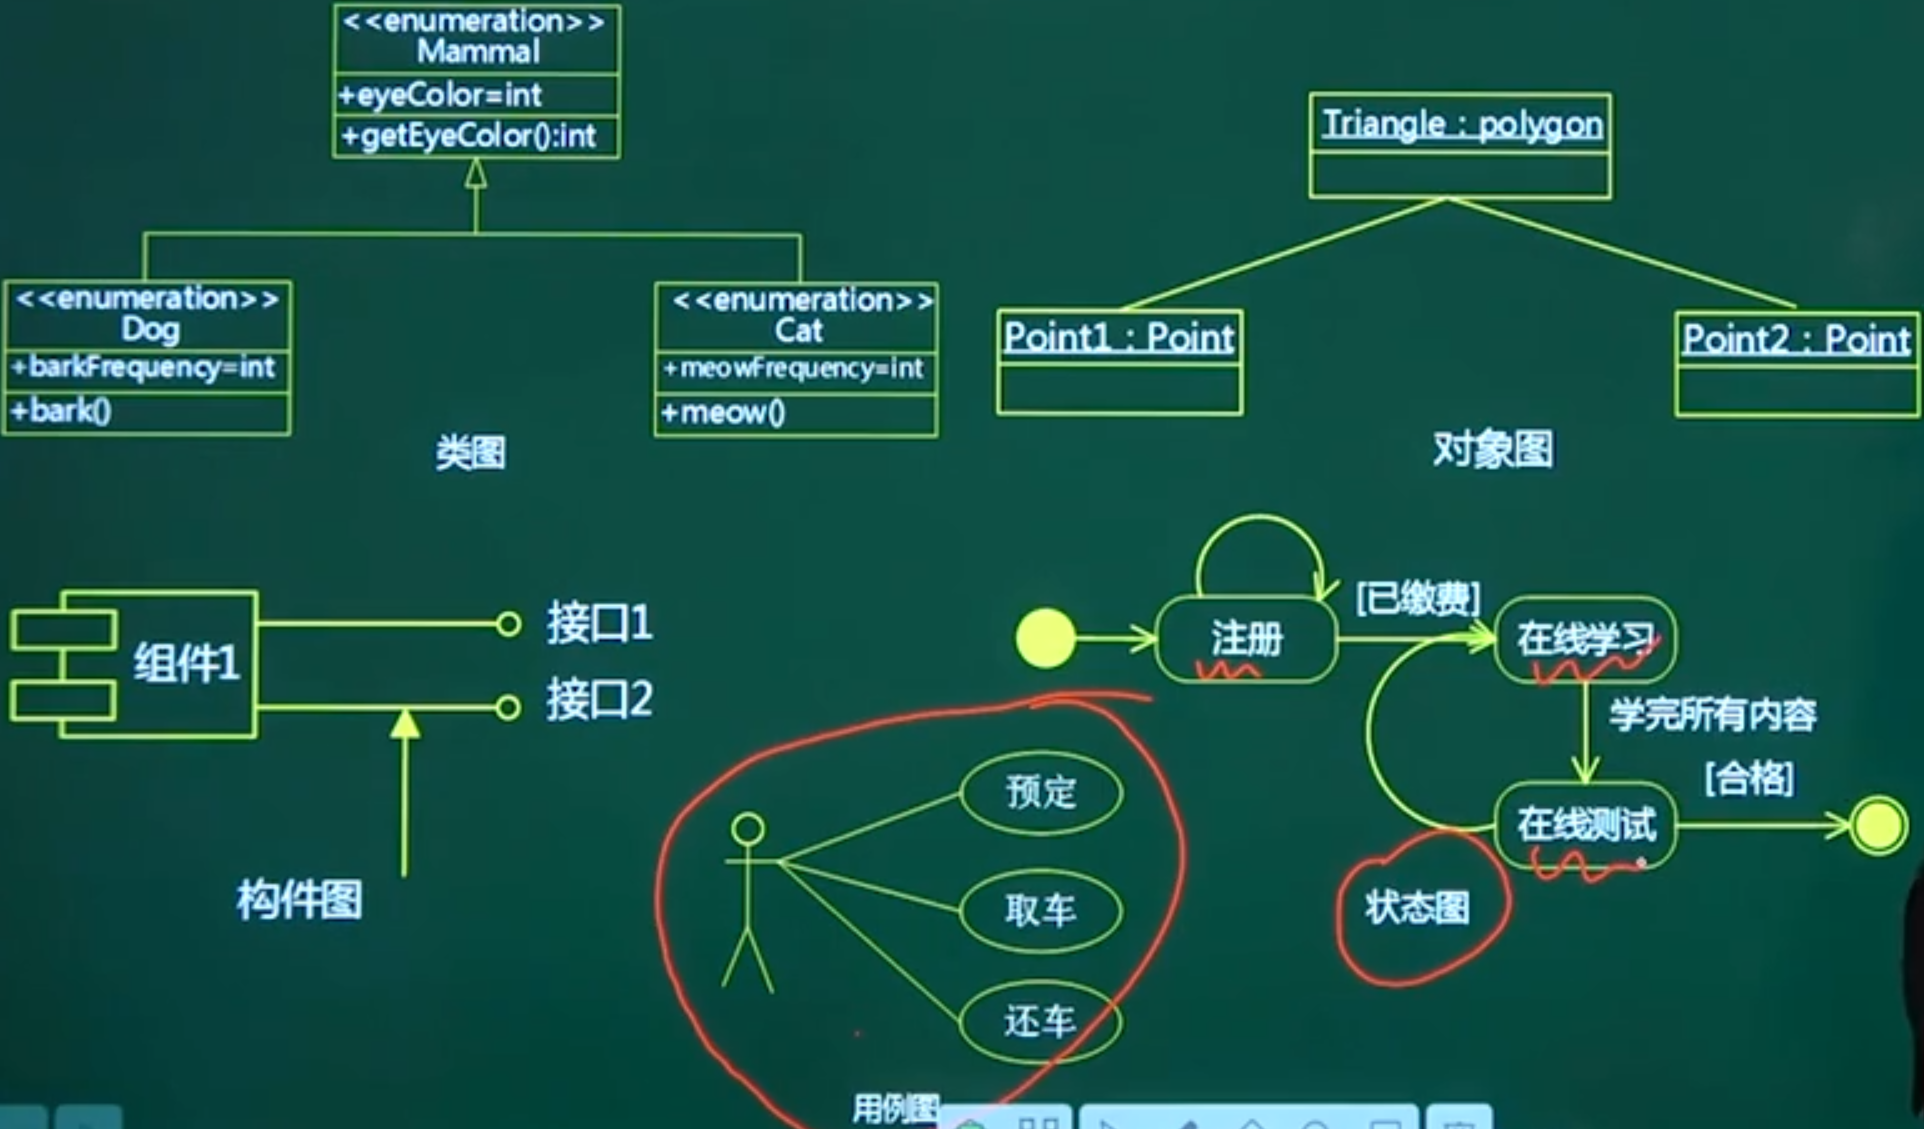 <<enumeration>>
Mammal
+eyeColor=int
+getEyeColor():int
<<enumeration>>
Dog
+barkFrequency=int
+bark()
<<enumeration>>
Cat
+meowFrequency=int
+meow()
类图
Triangle：polygon
Point1：Point
Point2：Point
对象图
组件1
接口1
接口2
构件图
预定
取车
还车
用例图
注册
[已缴费]
在线学习
学完所有内容
[合格]
在线测试
状态图